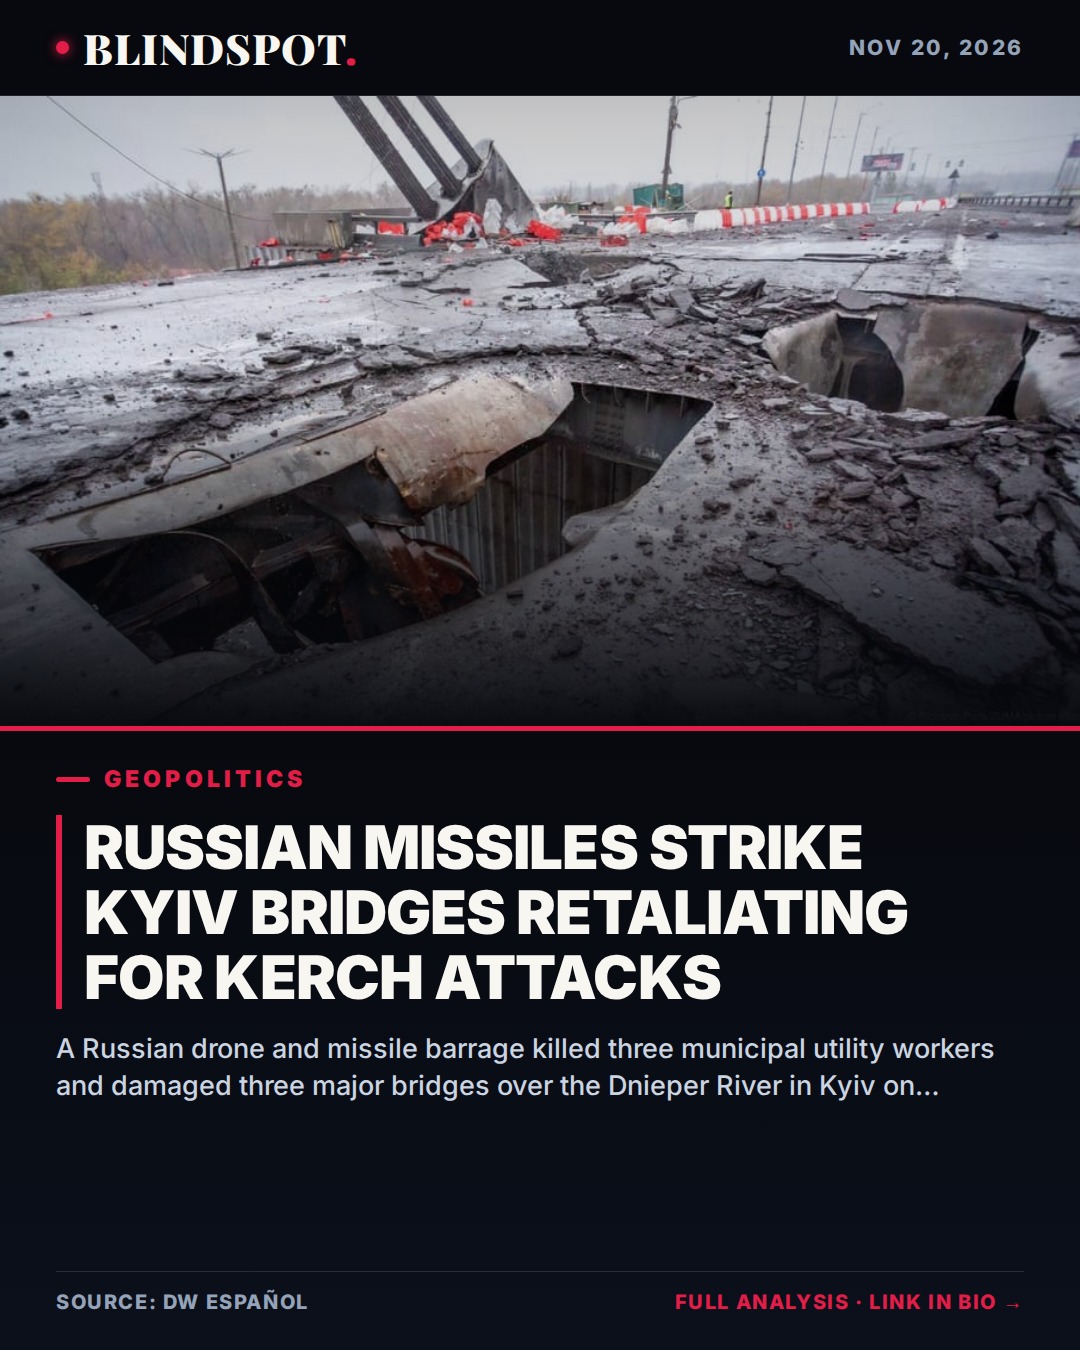 BLINDSPOT.
NOV 20, 2026
GEOPOLITICS
RUSSIAN MISSILES STRIKE
KYIV BRIDGES RETALIATING
FOR KERCH ATTACKS
A Russian drone and missile barrage killed three municipal utility workers
and damaged three major bridges over the Dnieper River in Kyiv on...
SOURCE: DW ESPAÑOL
FULL ANALYSIS · LINK IN BIO →